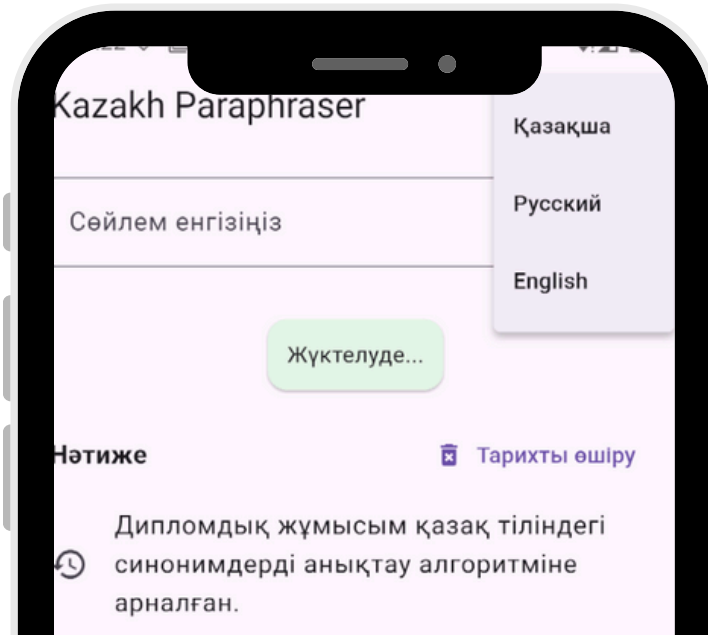 Kazakh Paraphraser
Қазақша
Русский
English
Сөйлем енгізіңіз
Жүктелуде...
Нәтиже
Тарихты өшіру
Дипломдық жұмысым қазақ тіліндегі
синонимдерді анықтау алгоритміне
арналған.